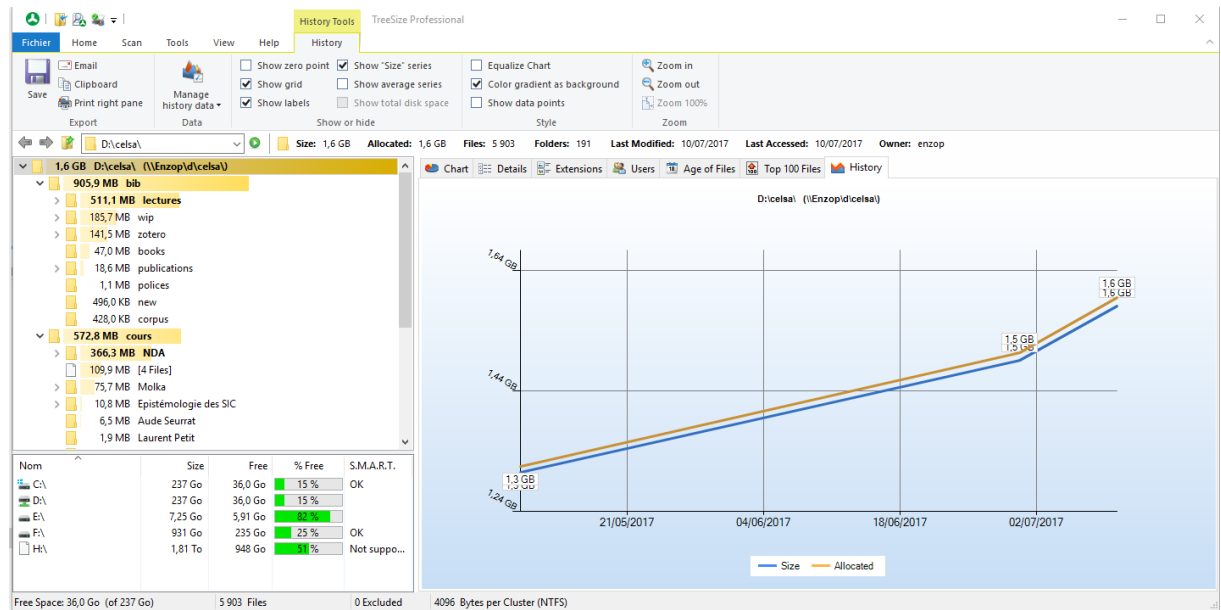 History Tools TreeSize Professional
Fichier Home Scan Tools View Help History
Save
Email
Clipboard
Print right pane
Export
Manage
history data
Data
Show zero point Show "Size" series
Show grid Show average series
Show labels Show total disk space
Show or hide
Equalize Chart
Color gradient as background
Show data points
Style
Zoom in
Zoom out
Zoom 100%
Zoom
D:\celsa\ Size: 1,6 GB Allocated: 1,6 GB Files: 5 903 Folders: 191 Last Modified: 10/07/2017 Last Accessed: 10/07/2017 Owner: enzop
1,6 GB D:\celsa\ (\\Enzop\d\celsa\)
905,9 MB bib
511,1 MB lectures
185,7 MB wip
141,5 MB zotero
47,0 MB books
18,6 MB publications
1,1 MB polices
496,0 KB new
428,0 KB corpus
572,8 MB cours
366,3 MB NDA
109,9 MB [4 Files]
75,7 MB Molka
10,8 MB Epistémologie des SIC
6,5 MB Aude Seurrat
1,9 MB Laurent Petit
Nom Size Free % Free S.M.A.R.T.
C:\ 237 Go 36,0 Go 15 % OK
D:\ 237 Go 36,0 Go 15 %
E:\ 7,25 Go 5,91 Go 82 %
F:\ 931 Go 235 Go 25 % OK
H:\ 1,81 To 948 Go 51 % Not suppo...
Chart Details Extensions Users Age of Files Top 100 Files History
D:\celsa\ (\\Enzop\d\celsa\)
1,64 GB
1,44 GB
1,24 GB
1,3 GB
1,3 GB
1,5 GB
1,5 GB
1,6 GB
1,6 GB
21/05/2017 04/06/2017 18/06/2017 02/07/2017
Size Allocated
Free Space: 36,0 Go (of 237 Go) 5 903 Files 0 Excluded 4096 Bytes per Cluster (NTFS)